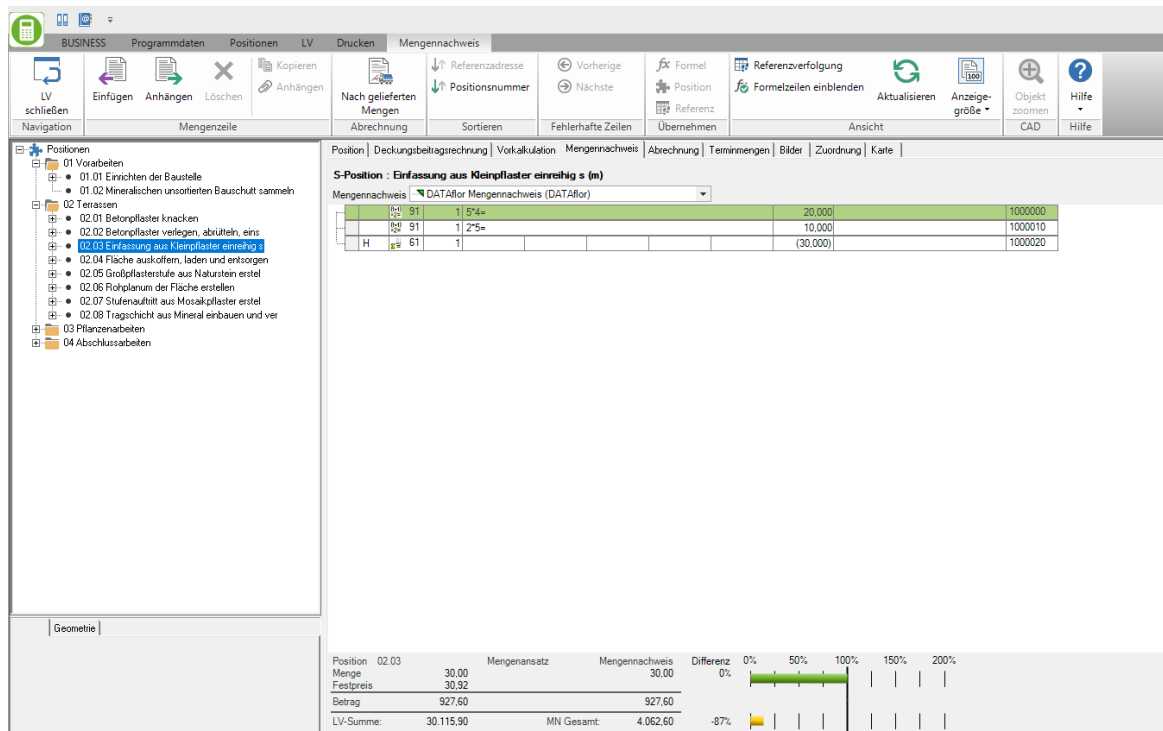 BUSINESS Programmdaten Positionen LV Drucken Mengennachweis
LV schließen
Einfügen Anhängen Löschen
Kopieren
Anhängen
Nach gelieferten Mengen
Referenzadresse
Positionsnummer
Vorherige
Nächste
Formel
Position
Referenz
Referenzverfolgung
Formelzeilen einblenden
Aktualisieren
Anzeige-
größe
Objekt zoomen
Hilfe
Navigation Mengenzeile Abrechnung Sortieren Fehlerhafte Zeilen Übernehmen Ansicht CAD Hilfe
Positionen
01 Vorarbeiten
01.01 Einrichten der Baustelle
01.02 Mineralischen unsortierten Bauschutt sammeln
02 Terrassen
02.01 Betonpflaster knacken
02.02 Betonpflaster verlegen, abrütteln, eins
02.03 Einfassung aus Kleinpflaster einreihig s
02.04 Fläche auskoffern, laden und entsorgen
02.05 Großpflasterstufe aus Naturstein erstel
02.06 Rohplanum der Fläche erstellen
02.07 Stufenauftritt aus Mosaikpflaster erstel
02.08 Tragschicht aus Mineral einbauen und ver
03 Pflanzenarbeiten
04 Abschlussarbeiten
Geometrie
Position Deckungsbeitragsrechnung Vorkalkulation Mengennachweis Abrechnung Terminmengen Bilder Zuordnung Karte
S-Position : Einfassung aus Kleinpflaster einreihig s (m)
Mengennachweis DATAflor Mengennachweis (DATAflor)
91 1 5*4= 20,000 1000000
91 1 2*5= 10,000 1000010
H 61 1 (30,000) 1000020
Position 02.03 Mengenansatz Mengennachweis Differenz 0% 50% 100% 150% 200%
Menge 30,00 30,00 0%
Festpreis 30,92
Betrag 927,60 927,60
LV-Summe: 30.115,90 MN Gesamt: 4.062,60 -87%